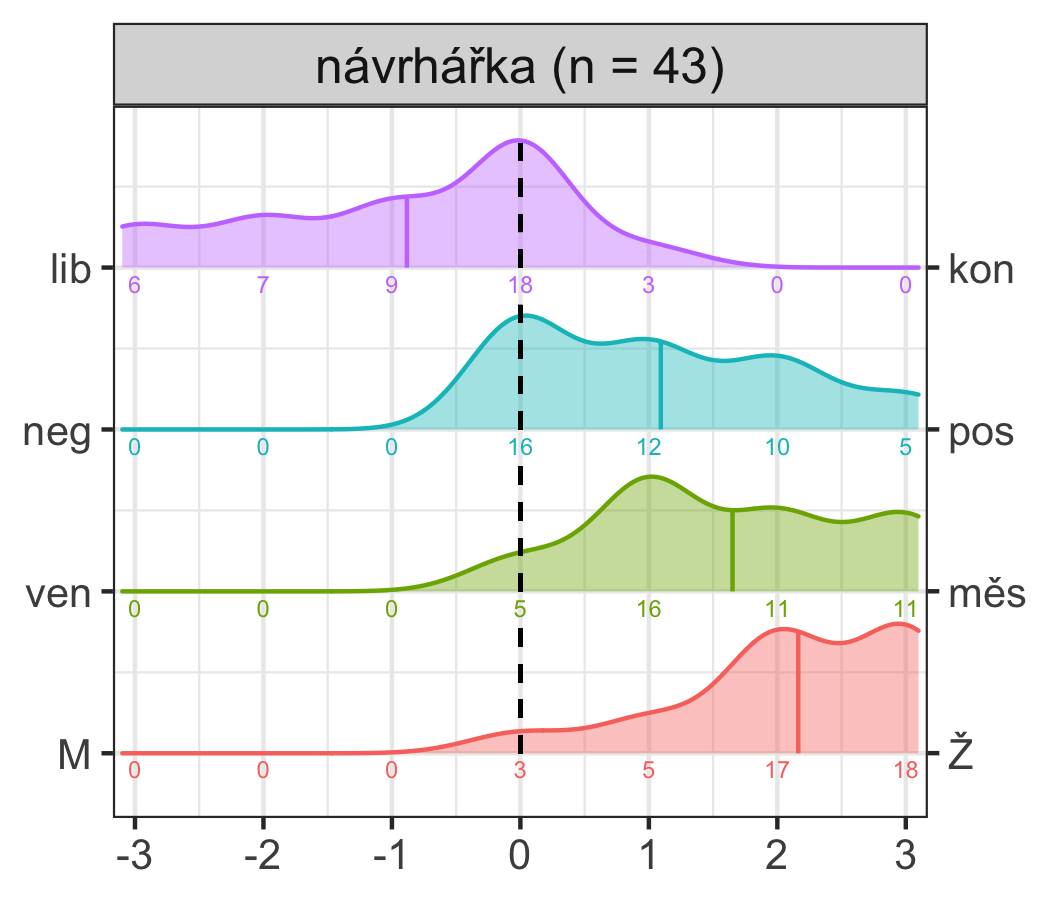 návrhářka (n = 43)
lib kon
6 7 9 18 3 0 0
neg pos
0 0 0 16 12 10 5
ven měs
0 0 0 5 16 11 11
M Ž
0 0 0 3 5 17 18
-3 -2 -1 0 1 2 3